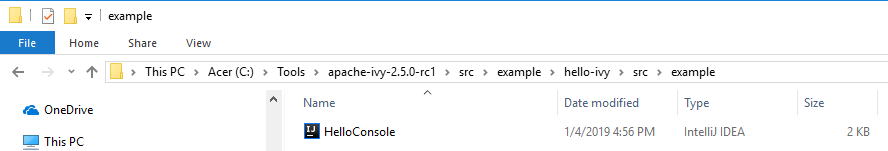 example
File Home Share View
This PC Acer (C:) Tools apache-ivy-2.5.0-rc1 src example hello-ivy src example
OneDrive
This PC
Name Date modified Type Size
IJ HelloConsole 1/4/2019 4:56 PM IntelliJ IDEA 2 KB